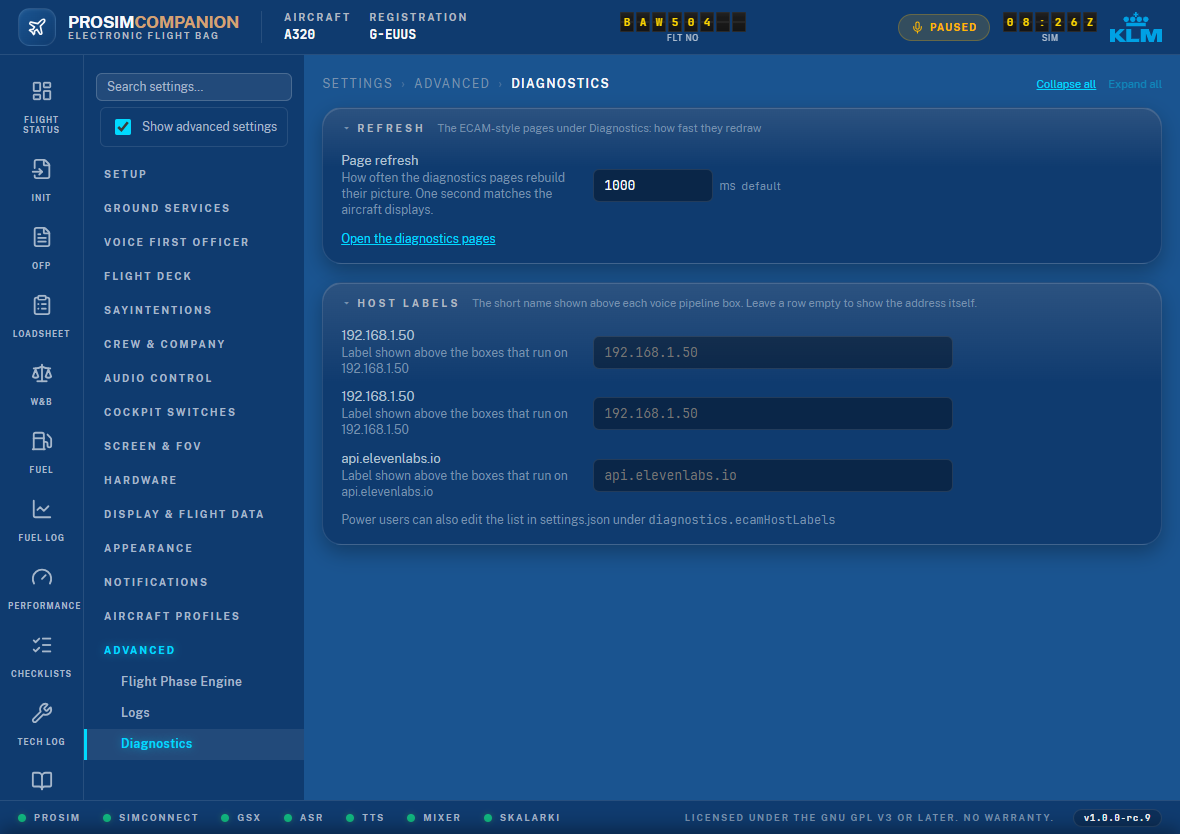 PROSIMCOMPANION
ELECTRONIC FLIGHT BAG
AIRCRAFT
A320
REGISTRATION
G-EUUS
BAW504
FLT NO
PAUSED
08:26Z
SIM
KLM
FLIGHT STATUS
INIT
OFP
LOADSHEET
W&B
FUEL
FUEL LOG
PERFORMANCE
CHECKLISTS
TECH LOG
Search settings...
Show advanced settings
SETUP
GROUND SERVICES
VOICE FIRST OFFICER
FLIGHT DECK
SAYINTENTIONS
CREW & COMPANY
AUDIO CONTROL
COCKPIT SWITCHES
SCREEN & FOV
HARDWARE
DISPLAY & FLIGHT DATA
APPEARANCE
NOTIFICATIONS
AIRCRAFT PROFILES
ADVANCED
Flight Phase Engine
Logs
Diagnostics
SETTINGS › ADVANCED › DIAGNOSTICS
Collapse all
Expand all
REFRESH The ECAM-style pages under Diagnostics: how fast they redraw
Page refresh
How often the diagnostics pages rebuild
their picture. One second matches the
aircraft displays.
1000 ms default
Open the diagnostics pages
HOST LABELS The short name shown above each voice pipeline box. Leave a row empty to show the address itself.
192.168.1.50
Label shown above the boxes that run on
192.168.1.50
192.168.1.50
192.168.1.50
Label shown above the boxes that run on
192.168.1.50
192.168.1.50
api.elevenlabs.io
Label shown above the boxes that run on
api.elevenlabs.io
api.elevenlabs.io
Power users can also edit the list in settings.json under diagnostics.ecamHostLabels
PROSIM
SIMCONNECT
GSX
ASR
TTS
MIXER
SKALARKI
LICENSED UNDER THE GNU GPL V3 OR LATER. NO WARRANTY.
v1.0.0-rc.9